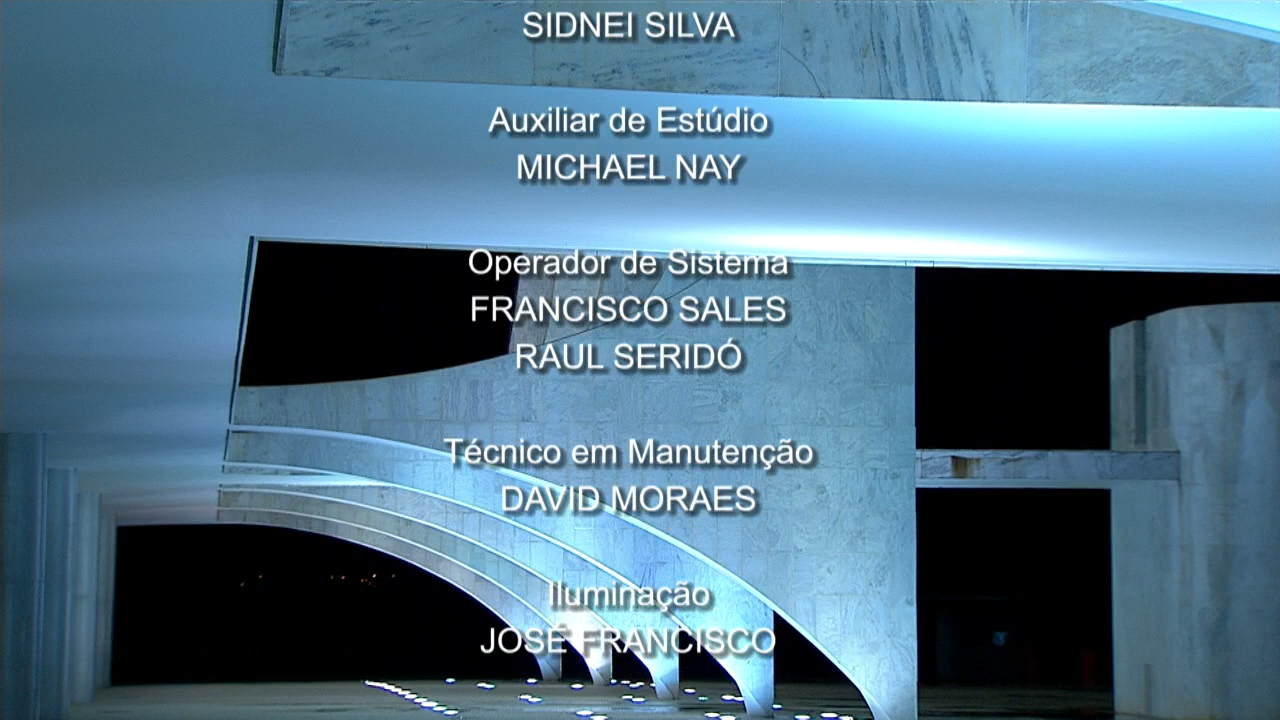 SIDNEI SILVA
Auxiliar de Estúdio
MICHAEL NAY
Operador de Sistema
FRANCISCO SALES
RAUL SERIDÓ
Técnico em Manutenção
DAVID MORAES
Iluminação
JOSÉ FRANCISCO